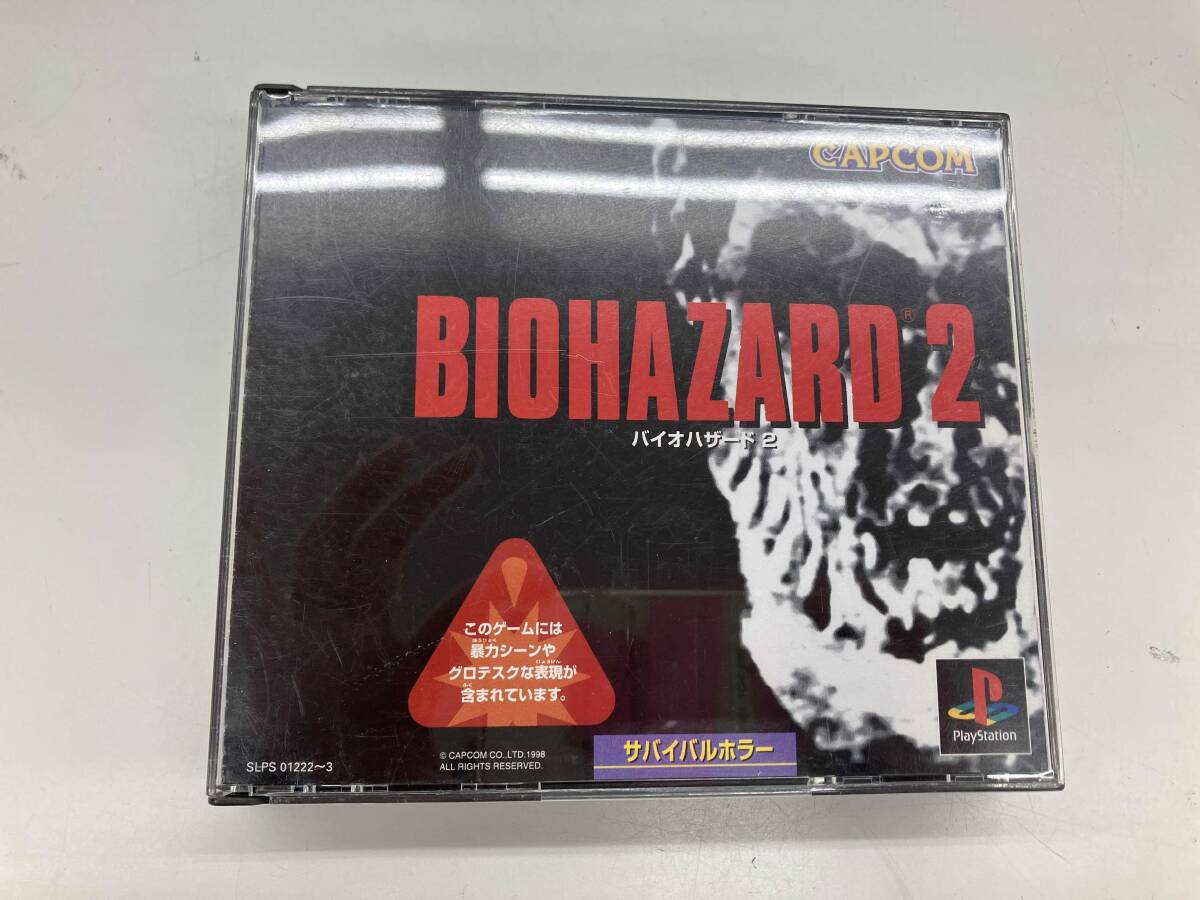 CAPCOM
BIOHAZARD® 2
バイオハザード 2
このゲームには
暴力シーンや
グロテスクな表現が
含まれています。
© CAPCOM CO.,LTD.1998
ALL RIGHTS RESERVED.
SLPS 01222〜3
サバイバルホラー
PlayStation